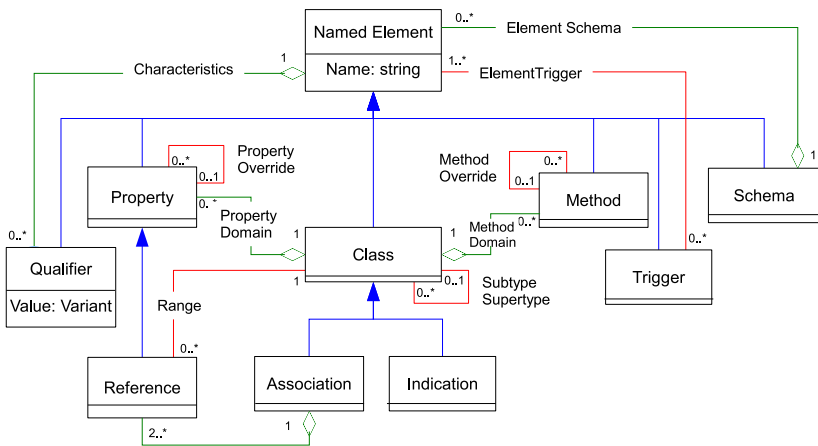 Named Element
Name: string
0..*
Element Schema
1
Characteristics
1..*
ElementTrigger
1
0..*
Property
Override
0..1
Property
0..*
Property
Domain
Method
Override
0..*
0..1
Method
0..*
Schema
1
0..*
Qualifier
Value: Variant
1
Class
1
Method
Domain
1
0..1
0..*
Subtype
Supertype
0..*
Trigger
Range
0..*
Reference
Association
Indication
2..*
1